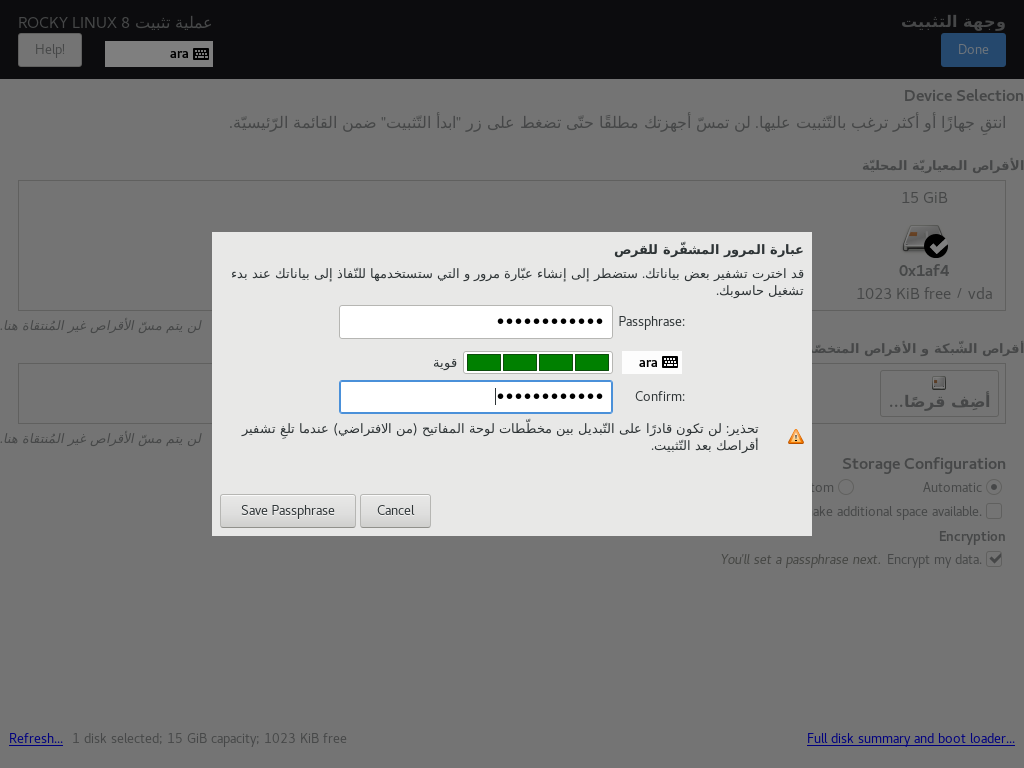 وجهة التثبيت
عملية تثبيت ROCKY LINUX 8
Done
ara
Help!
Device Selection
انتقِ جهازًا أو أكثر ترغب بالتّثبيت عليها. لن تمسّ أجهزتك مطلقًا حتّى تضغط على زر "ابدأ التّثبيت" ضمن القائمة الرّئيسيّة.
الأقراص المعياريّة المحليّة
15 GiB
0x1af4
vda / 1023 KiB free
لن يتم مسّ الأقراص غير المُنتقاة هنا.
أقراص الشّبكة و الأقراص
أضِف قرصًا...
لن يتم مسّ الأقراص غير المُنتقاة هنا.
Storage Configuration
Automatic
additional space available.
Encryption
Encrypt my data. You'll set a passphrase next.
عبارة المرور المشفّرة للقرص
قد اخترت تشفير بعض بياناتك. ستضطر إلى إنشاء عبّارة مرور و التي ستستخدمها للنّفاذ إلى بياناتك عند بدء
تشغيل حاسوبك.
Passphrase: ●●●●●●●●●●●●
ara
قوية
Confirm: ●●●●●●●●●●●●
تحذير: لن تكون قادرًا على التّبديل بين مخطّطات لوحة المفاتيح (من الافتراضي) عندما تلغِ تشفير
أقراصك بعد التّثبيت.
Cancel
Save Passphrase
Full disk summary and boot loader...
1 disk selected; 15 GiB capacity; 1023 KiB free
Refresh...